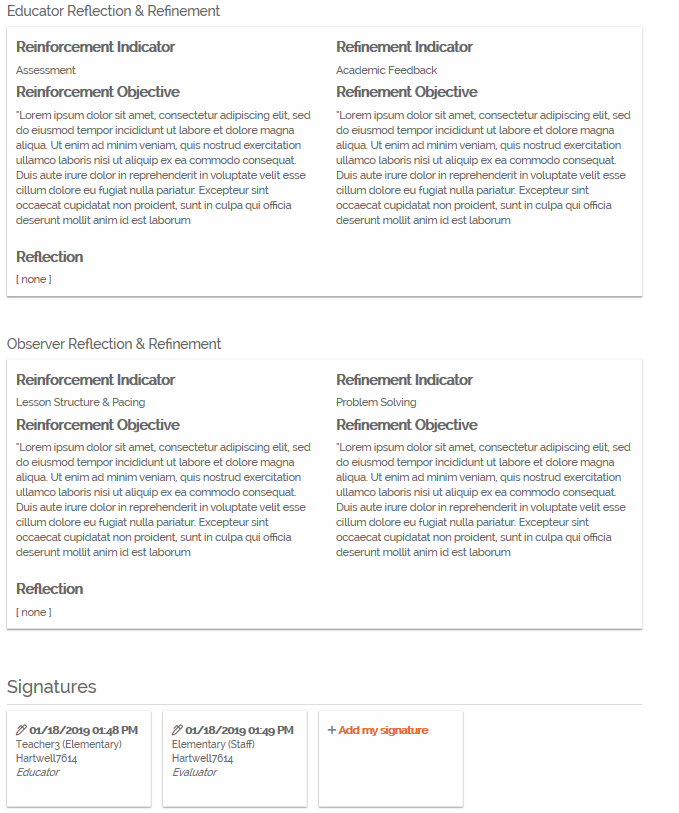 Educator Reflection & Refinement
Reinforcement Indicator
Assessment
Reinforcement Objective
"Lorem ipsum dolor sit amet, consectetur adipiscing elit, sed
do eiusmod tempor incididunt ut labore et dolore magna
aliqua. Ut enim ad minim veniam, quis nostrud exercitation
ullamco laboris nisi ut aliquip ex ea commodo consequat.
Duis aute irure dolor in reprehenderit in voluptate velit esse
cillum dolore eu fugiat nulla pariatur. Excepteur sint
occaecat cupidatat non proident, sunt in culpa qui officia
deserunt mollit anim id est laborum
Refinement Indicator
Academic Feedback
Refinement Objective
"Lorem ipsum dolor sit amet, consectetur adipiscing elit, sed
do eiusmod tempor incididunt ut labore et dolore magna
aliqua. Ut enim ad minim veniam, quis nostrud exercitation
ullamco laboris nisi ut aliquip ex ea commodo consequat.
Duis aute irure dolor in reprehenderit in voluptate velit esse
cillum dolore eu fugiat nulla pariatur. Excepteur sint
occaecat cupidatat non proident, sunt in culpa qui officia
deserunt mollit anim id est laborum
Reflection
[ none ]
Observer Reflection & Refinement
Reinforcement Indicator
Lesson Structure & Pacing
Reinforcement Objective
"Lorem ipsum dolor sit amet, consectetur adipiscing elit, sed
do eiusmod tempor incididunt ut labore et dolore magna
aliqua. Ut enim ad minim veniam, quis nostrud exercitation
ullamco laboris nisi ut aliquip ex ea commodo consequat.
Duis aute irure dolor in reprehenderit in voluptate velit esse
cillum dolore eu fugiat nulla pariatur. Excepteur sint
occaecat cupidatat non proident, sunt in culpa qui officia
deserunt mollit anim id est laborum
Refinement Indicator
Problem Solving
Refinement Objective
"Lorem ipsum dolor sit amet, consectetur adipiscing elit, sed
do eiusmod tempor incididunt ut labore et dolore magna
aliqua. Ut enim ad minim veniam, quis nostrud exercitation
ullamco laboris nisi ut aliquip ex ea commodo consequat.
Duis aute irure dolor in reprehenderit in voluptate velit esse
cillum dolore eu fugiat nulla pariatur. Excepteur sint
occaecat cupidatat non proident, sunt in culpa qui officia
deserunt mollit anim id est laborum
Reflection
[ none ]
Signatures
01/18/2019 01:48 PM
Teacher3 (Elementary)
Hartwell7614
Educator
01/18/2019 01:49 PM
Elementary (Staff)
Hartwell7614
Evaluator
+ Add my signature